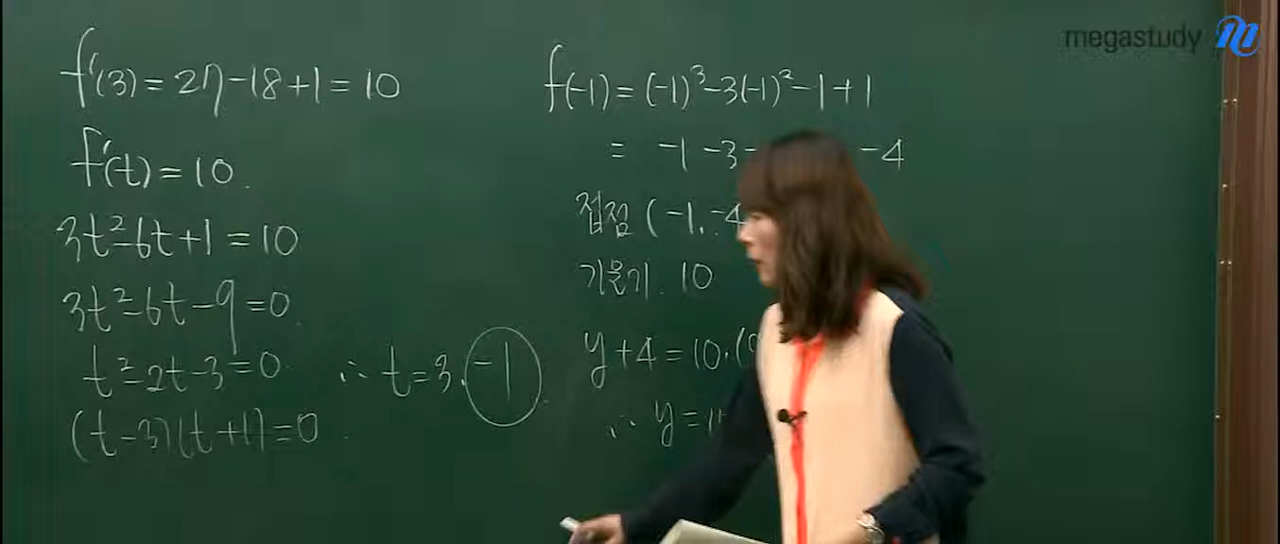 megastudy
f'(3) = 27-18+1 = 10
f'(t) = 10.
3t²-6t+1 = 10
3t²-6t-9=0.
t²-2t-3=0.
(t-3)(t+1)=0.
∴ t=3. -1.
f(-1) = (-1)³-3(-1)²-1+1
= -1 -3 -4
접점 (-1, -4
기울기. 10
y+4=10·(
∴ y=1